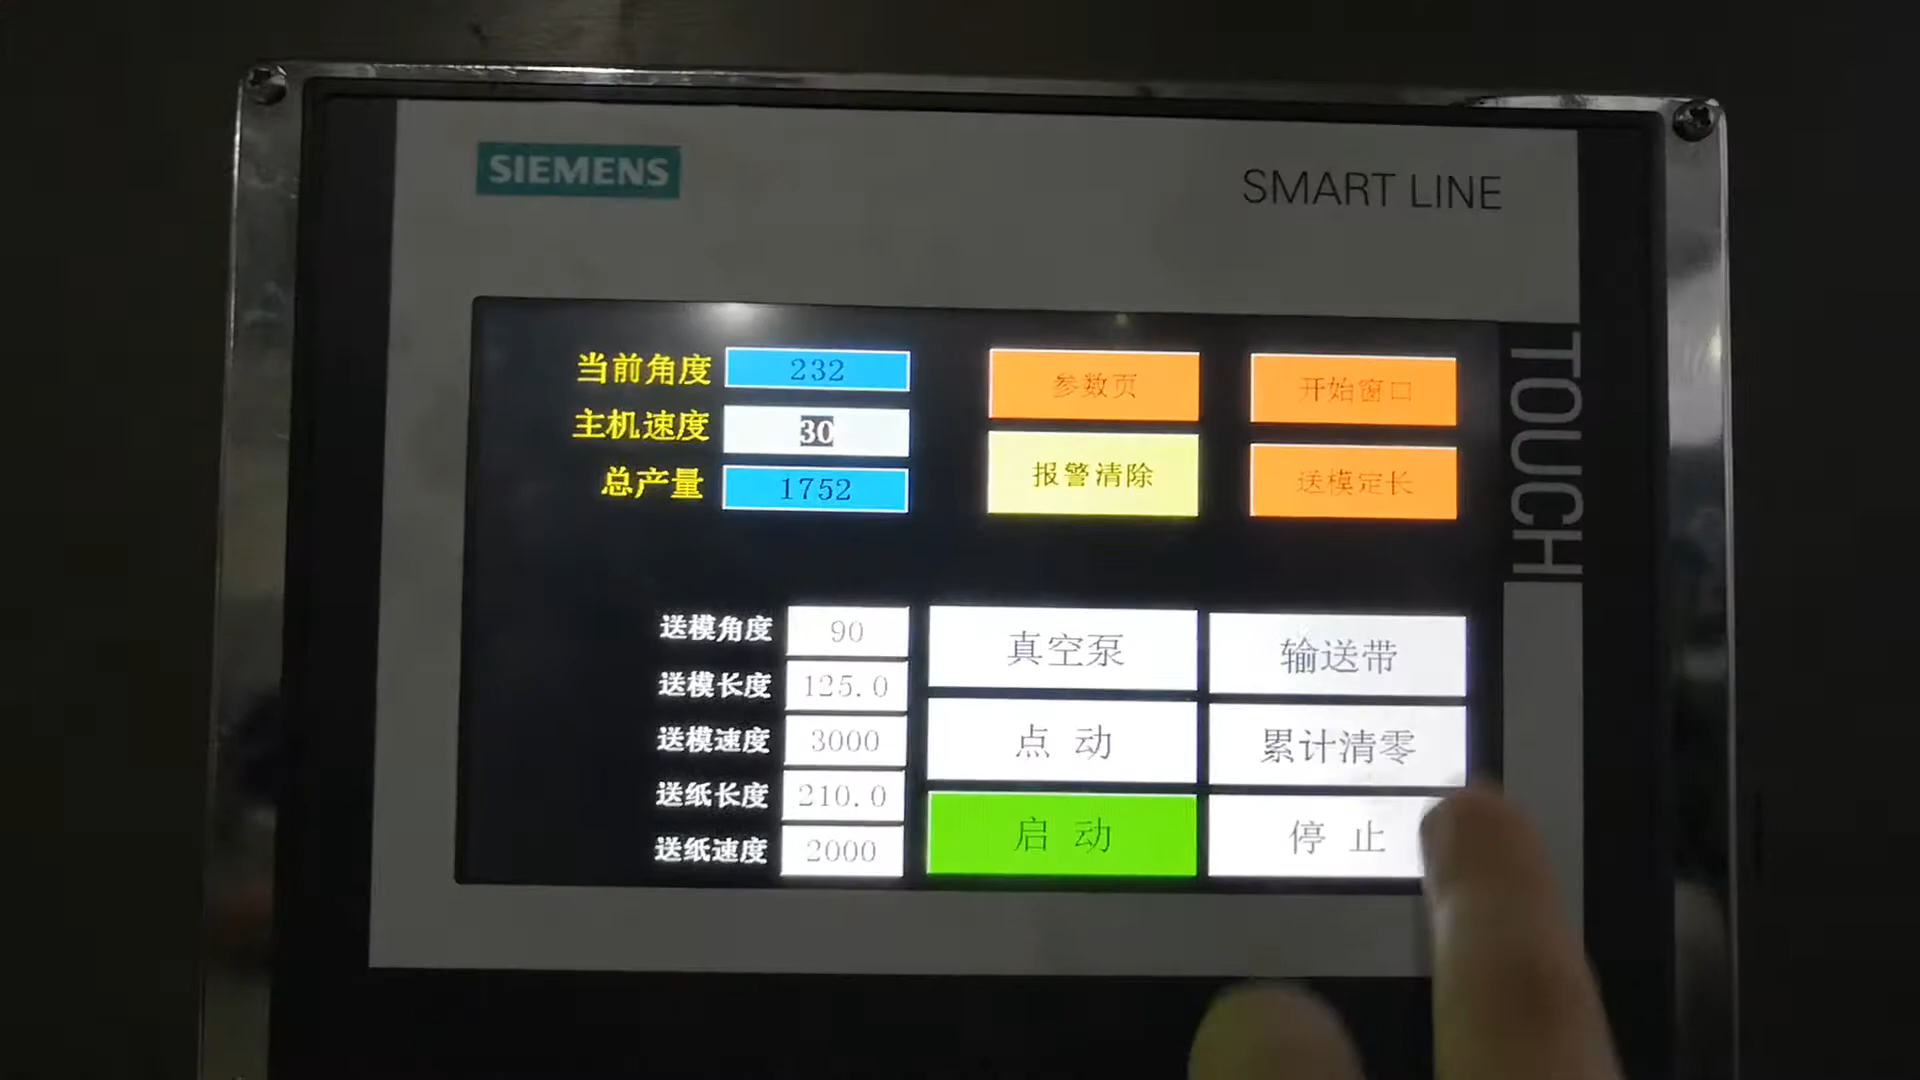 SIEMENS
SMART LINE
TOUCH
当前角度 232
主机速度 30
总产量 1752
参数页
开始窗口
报警清除
送模定长
送模角度 90
送模长度 125.0
送模速度 3000
送纸长度 210.0
送纸速度 2000
真空泵
输送带
点 动
累计清零
启 动
停 止